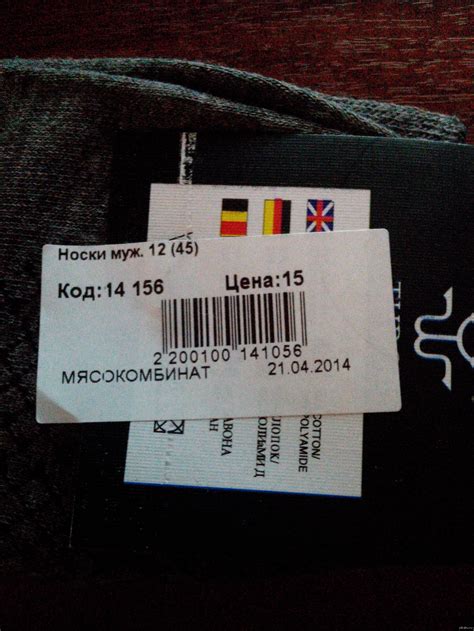 Носки муж. 12 (45)
Код:14 156
Цена:15
2 200100 141056
МЯСОКОМБИНАТ
21.04.2014
COTTON/
POLYAMIDE